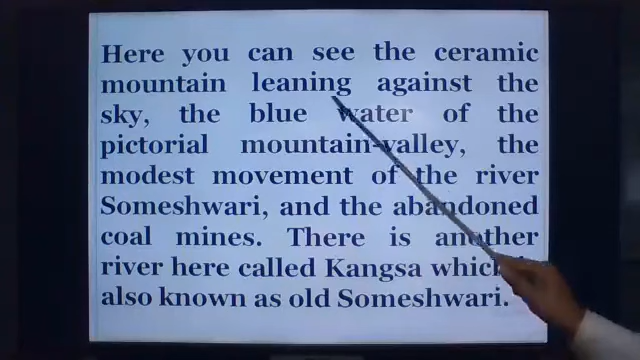 Here you can see the ceramic
mountain leaning against the
sky, the blue water of the
pictorial mountain-valley, the
modest movement of the river
Someshwari, and the abandoned
coal mines. There is another
river here called Kangsa which is
also known as old Someshwari.